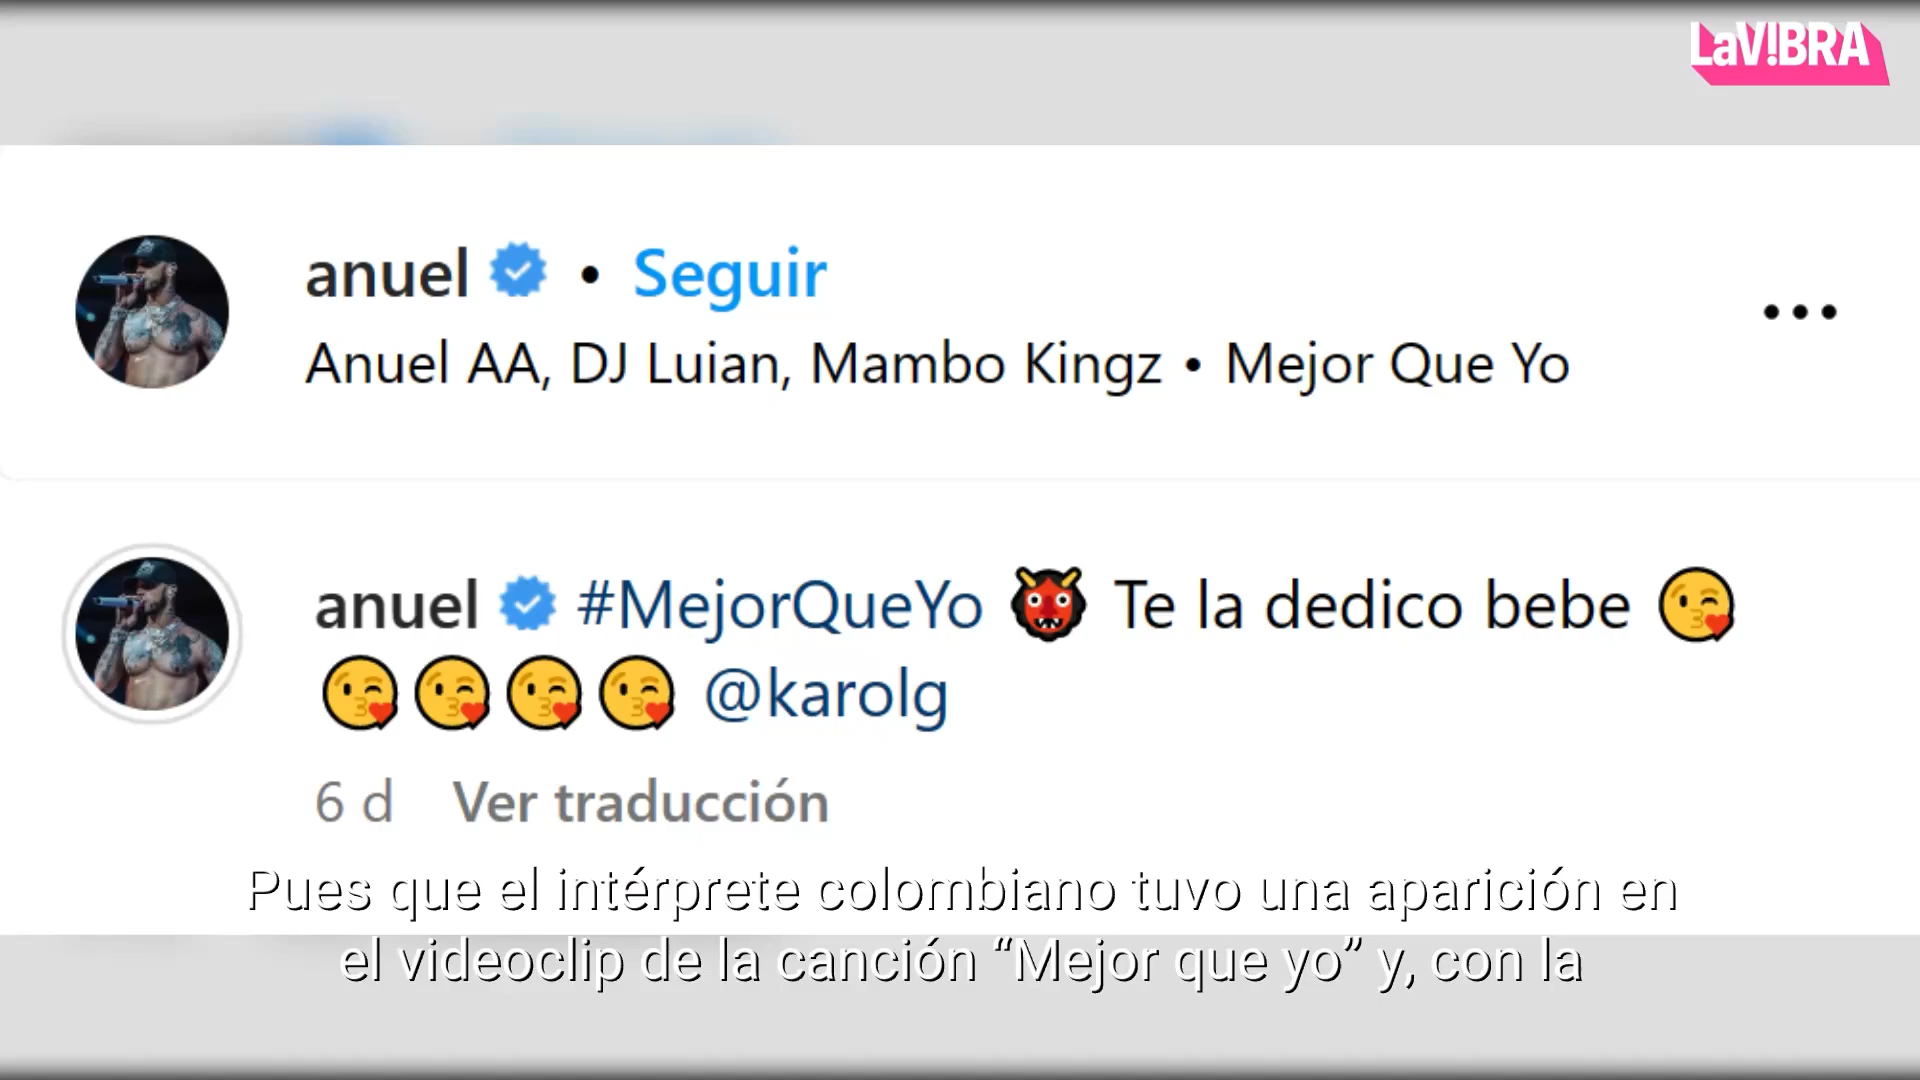 LaV!BRA
anuel • Seguir
Anuel AA, DJ Luian, Mambo Kingz • Mejor Que Yo
anuel #MejorQueYo 👹 Te la dedico bebe 😘
😘😘😘😘 @karolg
6 d Ver traducción
Pues que el intérprete colombiano tuvo una aparición en
el videoclip de la canción “Mejor que yo” y, con la